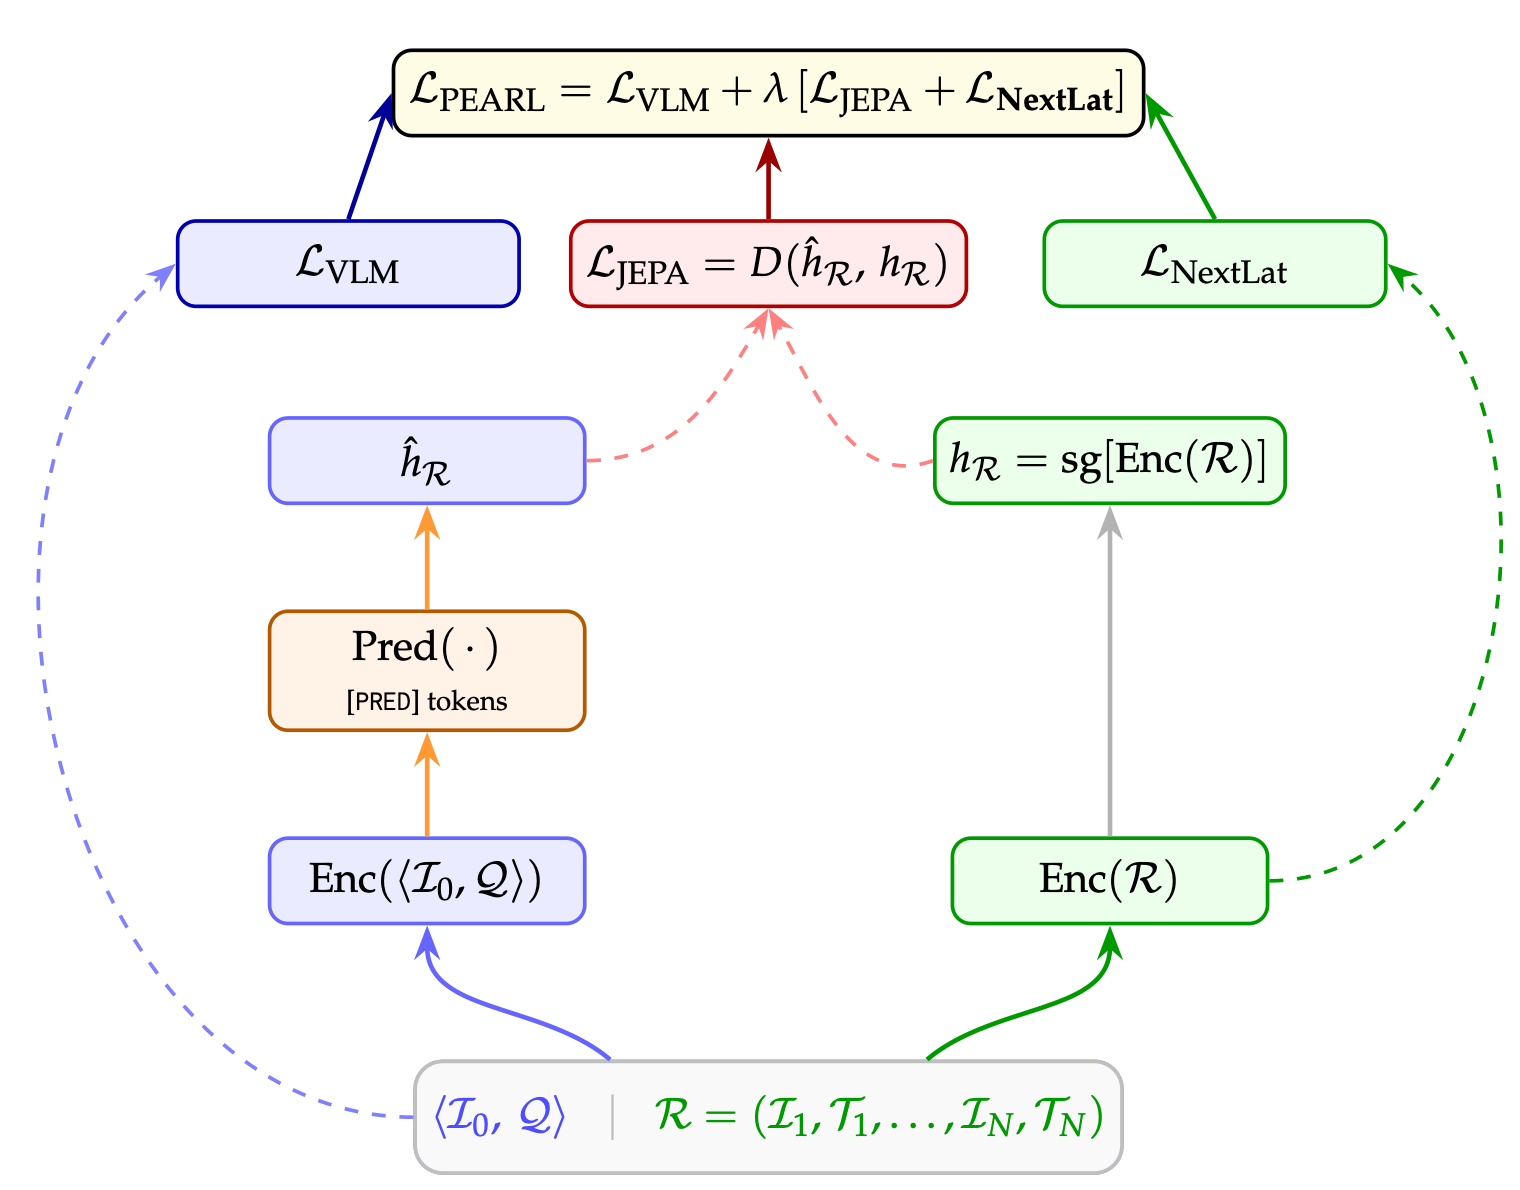 𝓛_PEARL = 𝓛_VLM + λ [𝓛_JEPA + 𝓛_NextLat]
𝓛_VLM
𝓛_JEPA = D(ĥ_𝓡, h_𝓡)
𝓛_NextLat
ĥ_𝓡
h_𝓡 = sg[Enc(𝓡)]
Pred( · )
[PRED] tokens
Enc(⟨𝓘_0, 𝓠⟩)
Enc(𝓡)
⟨𝓘_0, 𝓠⟩ | 𝓡 = (𝓘_1, 𝓣_1, …, 𝓘_N, 𝓣_N)